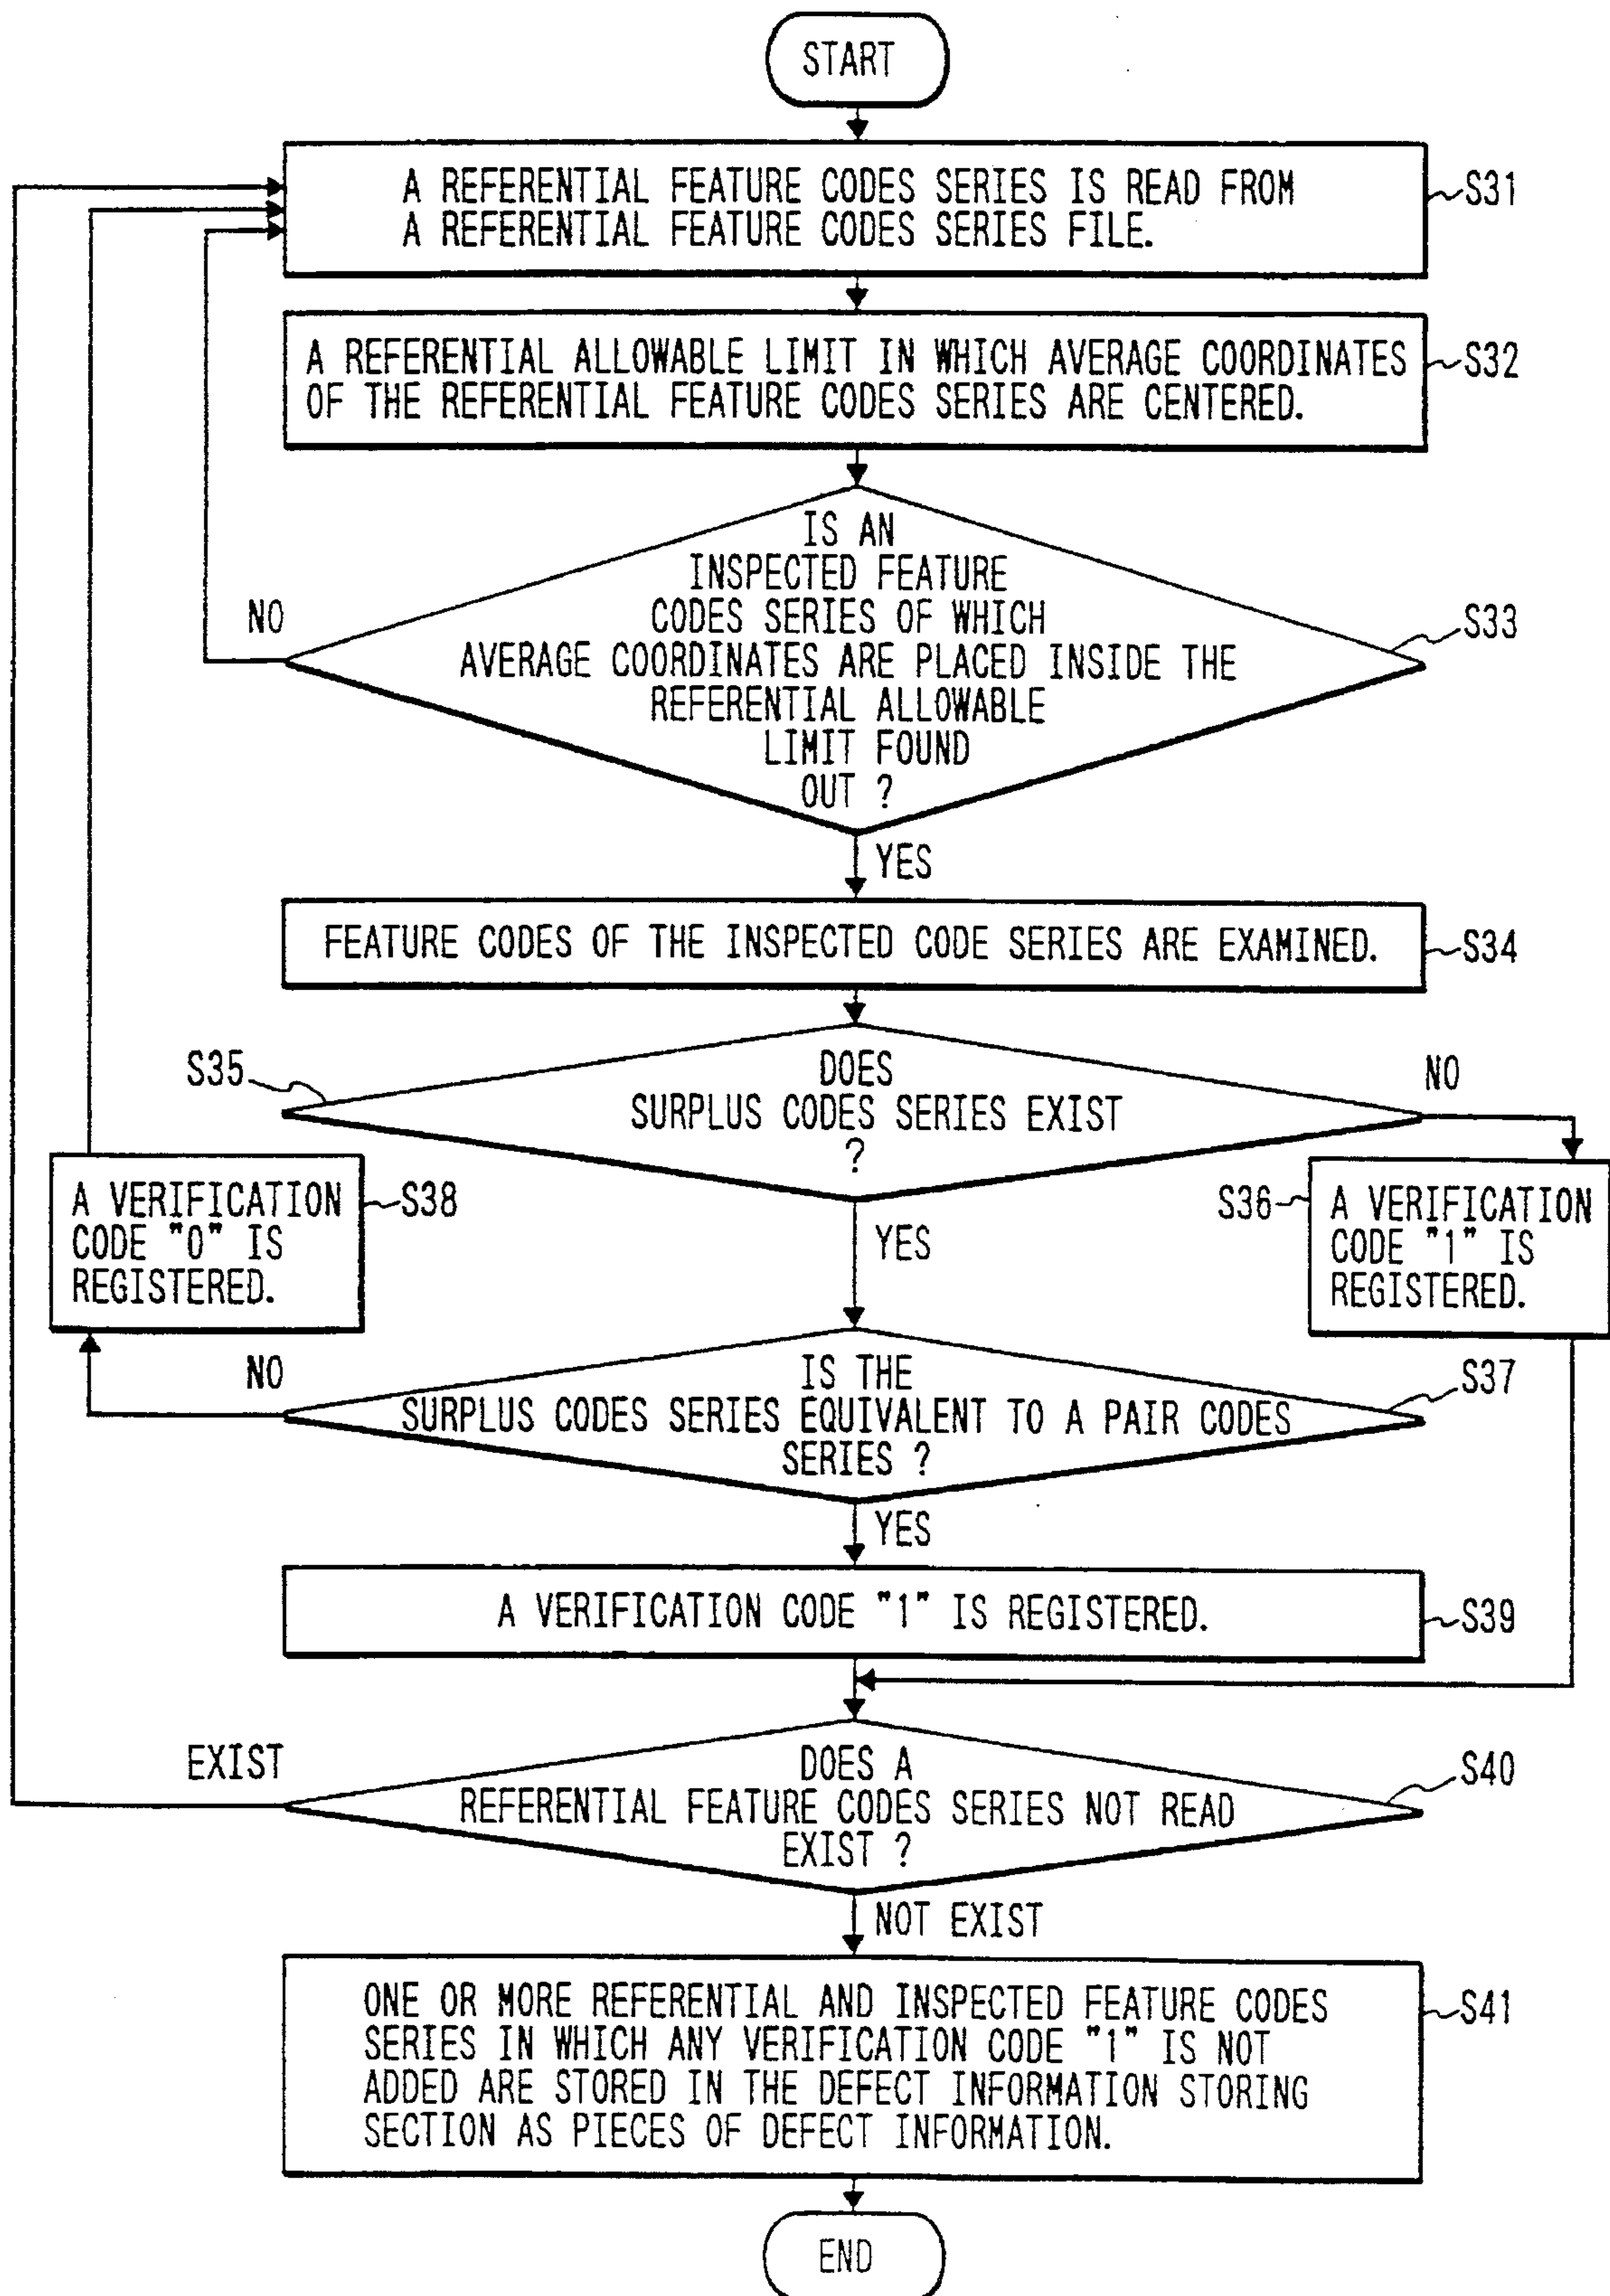 START
A REFERENTIAL FEATURE CODES SERIES IS READ FROM
A REFERENTIAL FEATURE CODES SERIES FILE.
S31
A REFERENTIAL ALLOWABLE LIMIT IN WHICH AVERAGE COORDINATES
OF THE REFERENTIAL FEATURE CODES SERIES ARE CENTERED.
S32
IS AN
INSPECTED FEATURE
CODES SERIES OF WHICH
AVERAGE COORDINATES ARE PLACED INSIDE THE
REFERENTIAL ALLOWABLE
LIMIT FOUND
OUT ?
S33
NO
YES
FEATURE CODES OF THE INSPECTED CODE SERIES ARE EXAMINED.
S34
S35
DOES
SURPLUS CODES SERIES EXIST
?
NO
YES
A VERIFICATION
CODE "0" IS
REGISTERED.
S38
S36
A VERIFICATION
CODE "1" IS
REGISTERED.
NO
IS THE
SURPLUS CODES SERIES EQUIVALENT TO A PAIR CODES
SERIES ?
S37
YES
A VERIFICATION CODE "1" IS REGISTERED.
S39
EXIST
DOES A
REFERENTIAL FEATURE CODES SERIES NOT READ
EXIST ?
S40
NOT EXIST
ONE OR MORE REFERENTIAL AND INSPECTED FEATURE CODES
SERIES IN WHICH ANY VERIFICATION CODE "1" IS NOT
ADDED ARE STORED IN THE DEFECT INFORMATION STORING
SECTION AS PIECES OF DEFECT INFORMATION.
S41
END